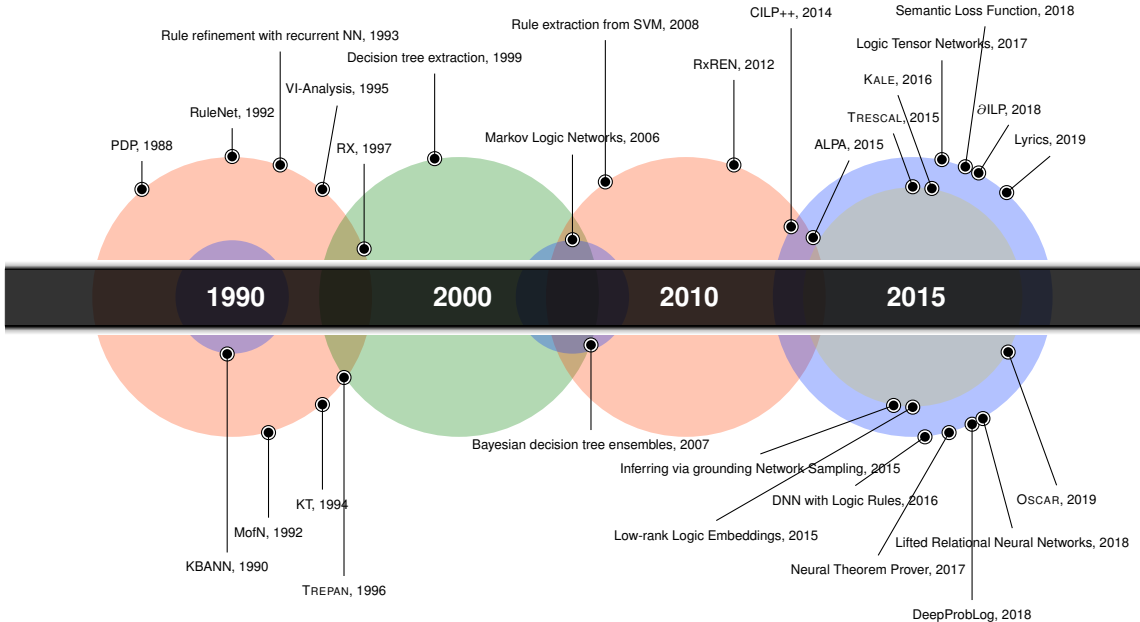 Semantic Loss Function, 2018
CILP++, 2014
Rule extraction from SVM, 2008
Rule refinement with recurrent NN, 1993
Logic Tensor Networks, 2017
Decision tree extraction, 1999
RxREN, 2012
KALE, 2016
VI-Analysis, 1995
RuleNet, 1992
∂ILP, 2018
TRESCAL, 2015
Markov Logic Networks, 2006
Lyrics, 2019
PDP, 1988
RX, 1997
ALPA, 2015
1990
2000
2010
2015
Bayesian decision tree ensembles, 2007
Inferring via grounding Network Sampling, 2015
OSCAR, 2019
DNN with Logic Rules, 2016
KT, 1994
MofN, 1992
Low-rank Logic Embeddings, 2015
Lifted Relational Neural Networks, 2018
KBANN, 1990
Neural Theorem Prover, 2017
TREPAN, 1996
DeepProbLog, 2018